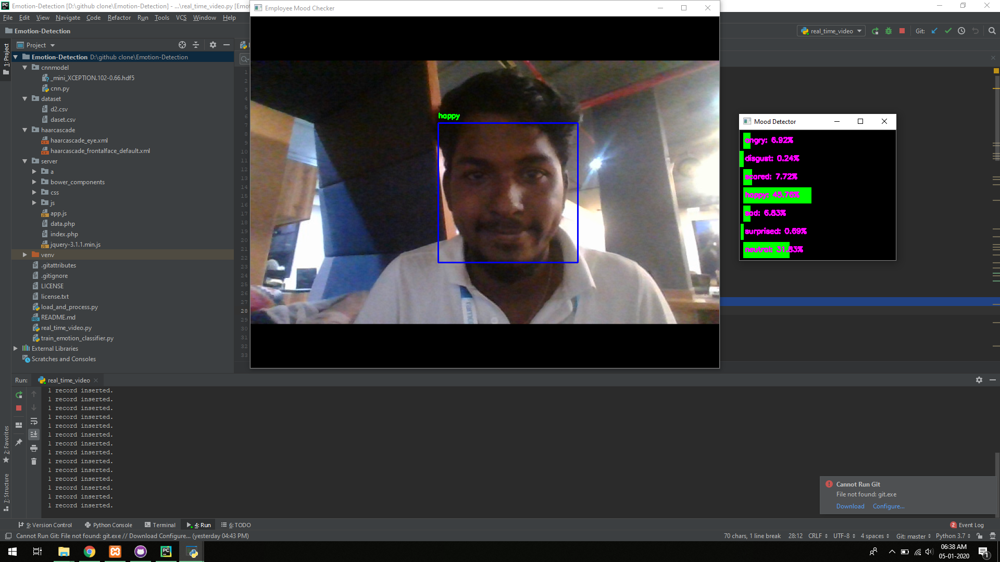 Emotion-Detection [D:\github clone\Emotion-Detection] - ...\real_time_video.py [Emot
File Edit View Navigate Code Refactor Run Tools VCS Window Help
Emotion-Detection
real_time_video
Git:
1: Project
Project
Emotion-Detection D:\github clone\Emotion-Detection
cnnmodel
_mini_XCEPTION.102-0.66.hdf5
cnn.py
dataset
d2.csv
daset.csv
haarcascade
haarcascade_eye.xml
haarcascade_frontalface_default.xml
server
a
bower_components
css
js
app.js
data.php
index.php
jquery-3.1.1.min.js
venv
.gitattributes
.gitignore
LICENSE
license.txt
load_and_process.py
README.md
real_time_video.py
train_emotion_classifier.py
External Libraries
Scratches and Consoles
1
2
3
4
5
6
7
8
9
10
11
12
13
14
15
16
17
18
19
20
21
22
23
24
25
26
27
28
29
30
31
32
33
Employee Mood Checker
happy
Mood Detector
angry: 6.92%
disgust: 0.24%
scared: 7.72%
happy: 45.76%
sad: 6.83%
surprised: 0.69%
neutral: 31.83%
Run: real_time_video
1 record inserted.
1 record inserted.
1 record inserted.
1 record inserted.
1 record inserted.
1 record inserted.
1 record inserted.
1 record inserted.
1 record inserted.
1 record inserted.
1 record inserted.
1 record inserted.
1 record inserted.
1 record inserted.
2: Favorites
7: Structure
Cannot Run Git
File not found: git.exe
Download Configure...
9: Version Control Python Console Terminal 4: Run 6: TODO
2 Event Log
Cannot Run Git: File not found: git.exe // Download Configure... (yesterday 04:43 PM)
70 chars, 1 line break 28:12 CRLF UTF-8 4 spaces Git: master Python 3.7
06:38 AM
05-01-2020
1